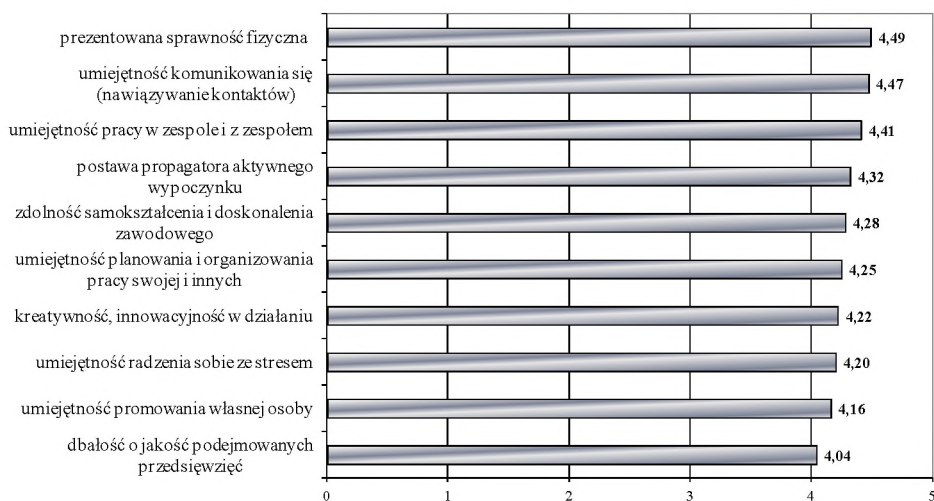 prezentowana sprawność fizyczna 4,49
umiejętność komunikowania się
(nawiązywanie kontaktów) 4,47
umiejętność pracy w zespole i z zespołem 4,41
postawa propagatora aktywnego
wypoczynku 4,32
zdolność samokształcenia i doskonalenia
zawodowego 4,28
umiejętność planowania i organizowania
pracy swojej i innych 4,25
kreatywność, innowacyjność w działaniu 4,22
umiejętność radzenia sobie ze stresem 4,20
umiejętność promowania własnej osoby 4,16
dbałość o jakość podejmowanych
przedsięwzięć 4,04
0 1 2 3 4 5